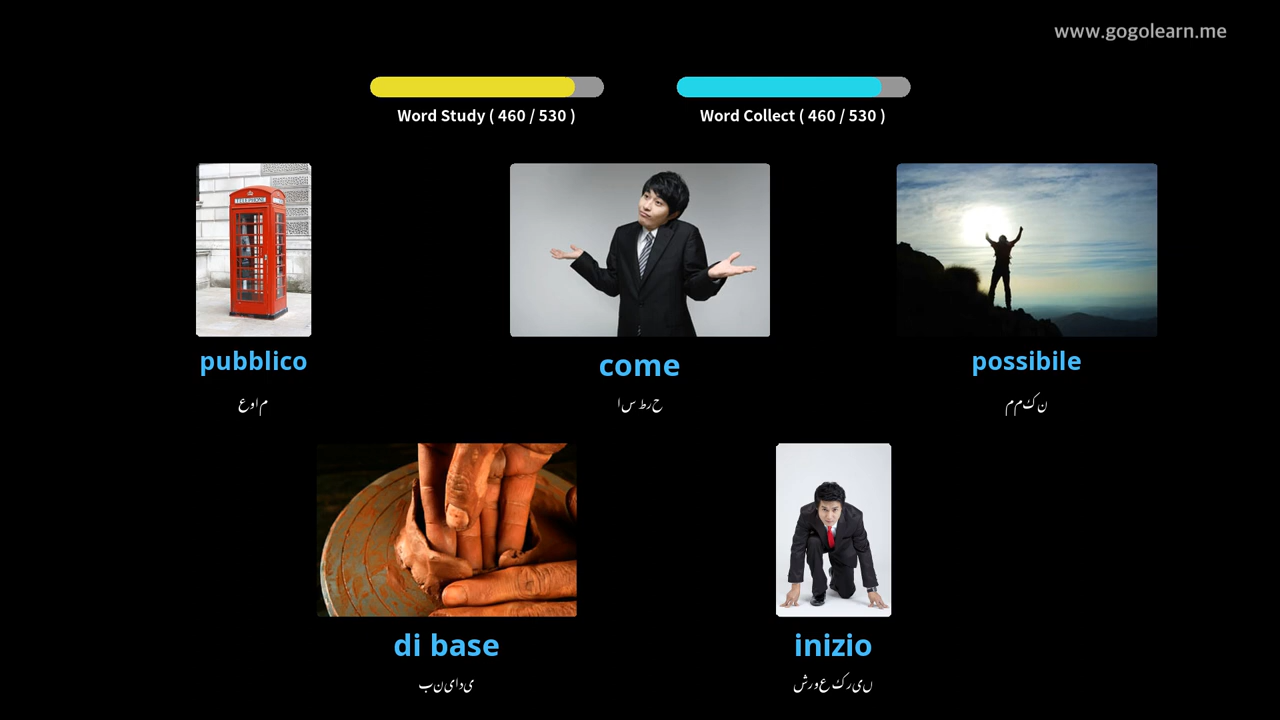 www.gogolearn.me
Word Study ( 460 / 530 )
Word Collect ( 460 / 530 )
TELEPHONE
pubblico
come
possibile
عوام
اس طرح
ممکن
di base
inizio
بنیادی
شروع کریں